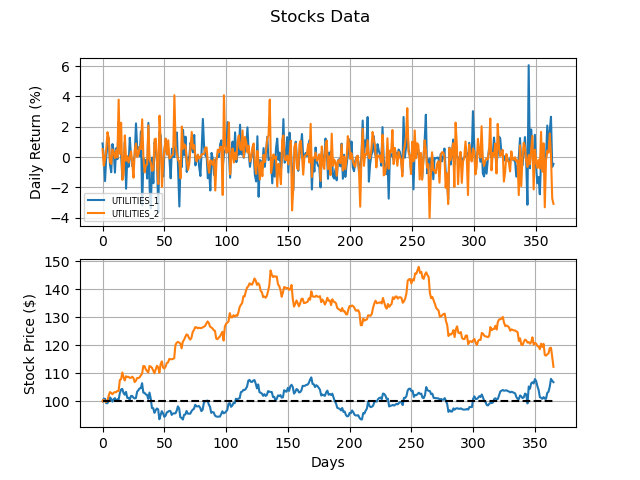 Stocks Data
Daily Return (%)
6
4
2
0
−2
−4
UTILITIES_1
UTILITIES_2
0 50 100 150 200 250 300 350
Stock Price ($)
150
140
130
120
110
100
0 50 100 150 200 250 300 350
Days